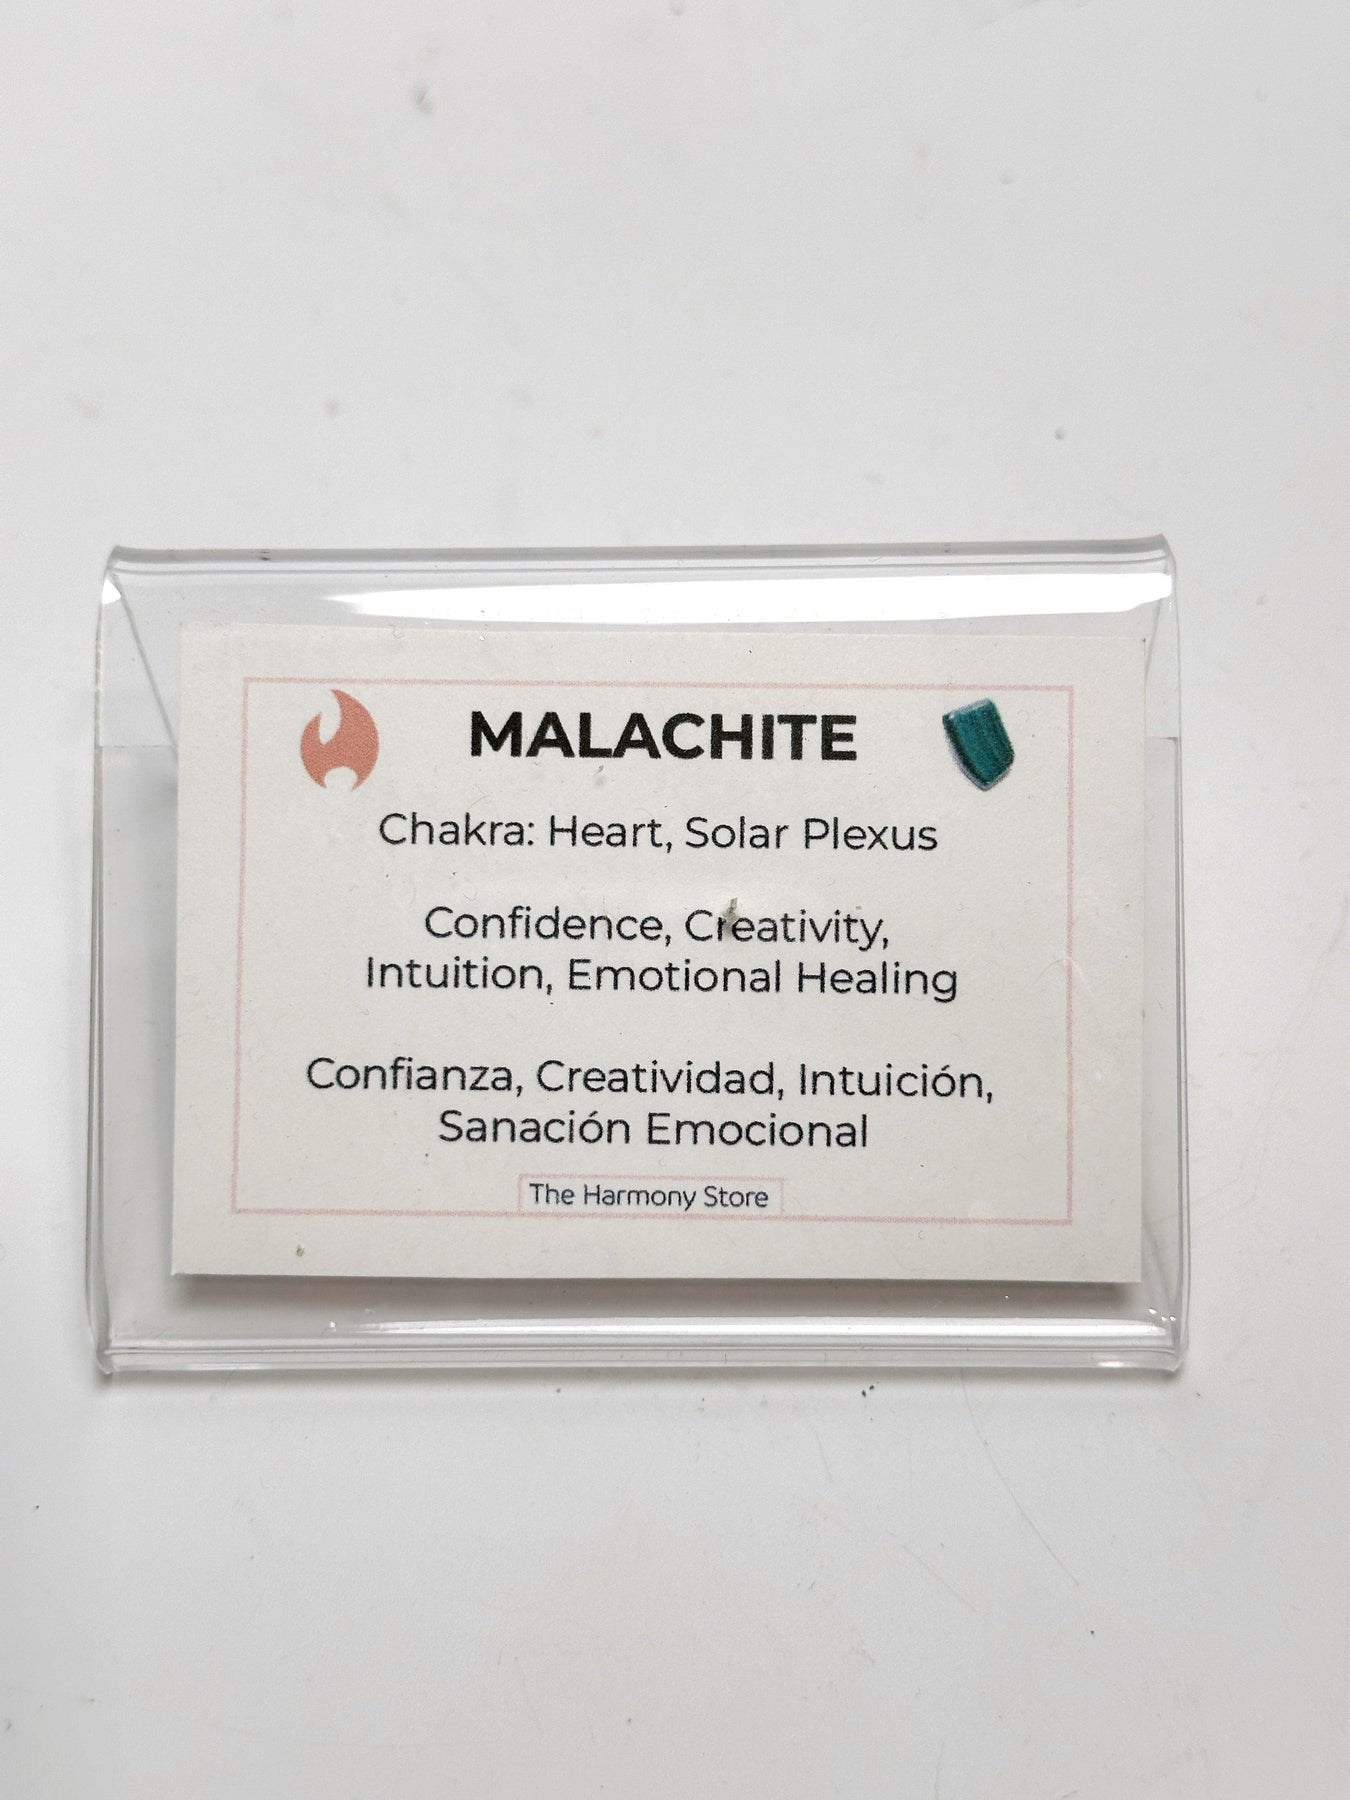 MALACHITE
Chakra: Heart, Solar Plexus
Confidence, Creativity,
Intuition, Emotional Healing
Confianza, Creatividad, Intuición,
Sanación Emocional
The Harmony Store